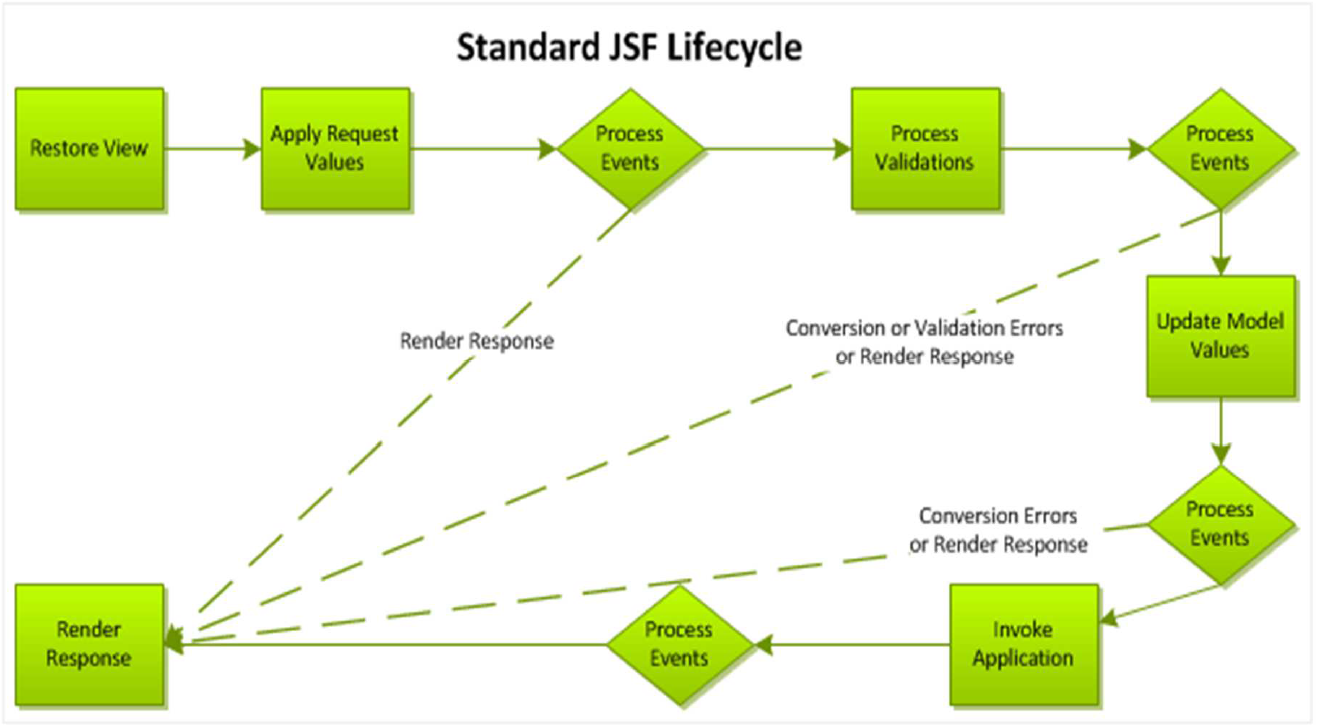 Standard JSF Lifecycle
Restore View
Apply Request
Values
Process
Events
Process
Validations
Process
Events
Render Response
Conversion or Validation Errors
or Render Response
Update Model
Values
Conversion Errors
or Render Response
Process
Events
Render
Response
Process
Events
Invoke
Application